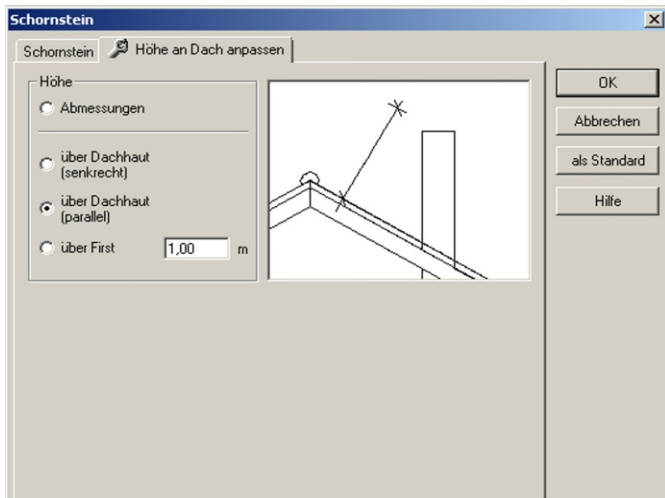 Schornstein
Schornstein
Höhe an Dach anpassen
Höhe
Abmessungen
über Dachhaut
(senkrecht)
über Dachhaut
(parallel)
über First 1,00 m
OK
Abbrechen
als Standard
Hilfe